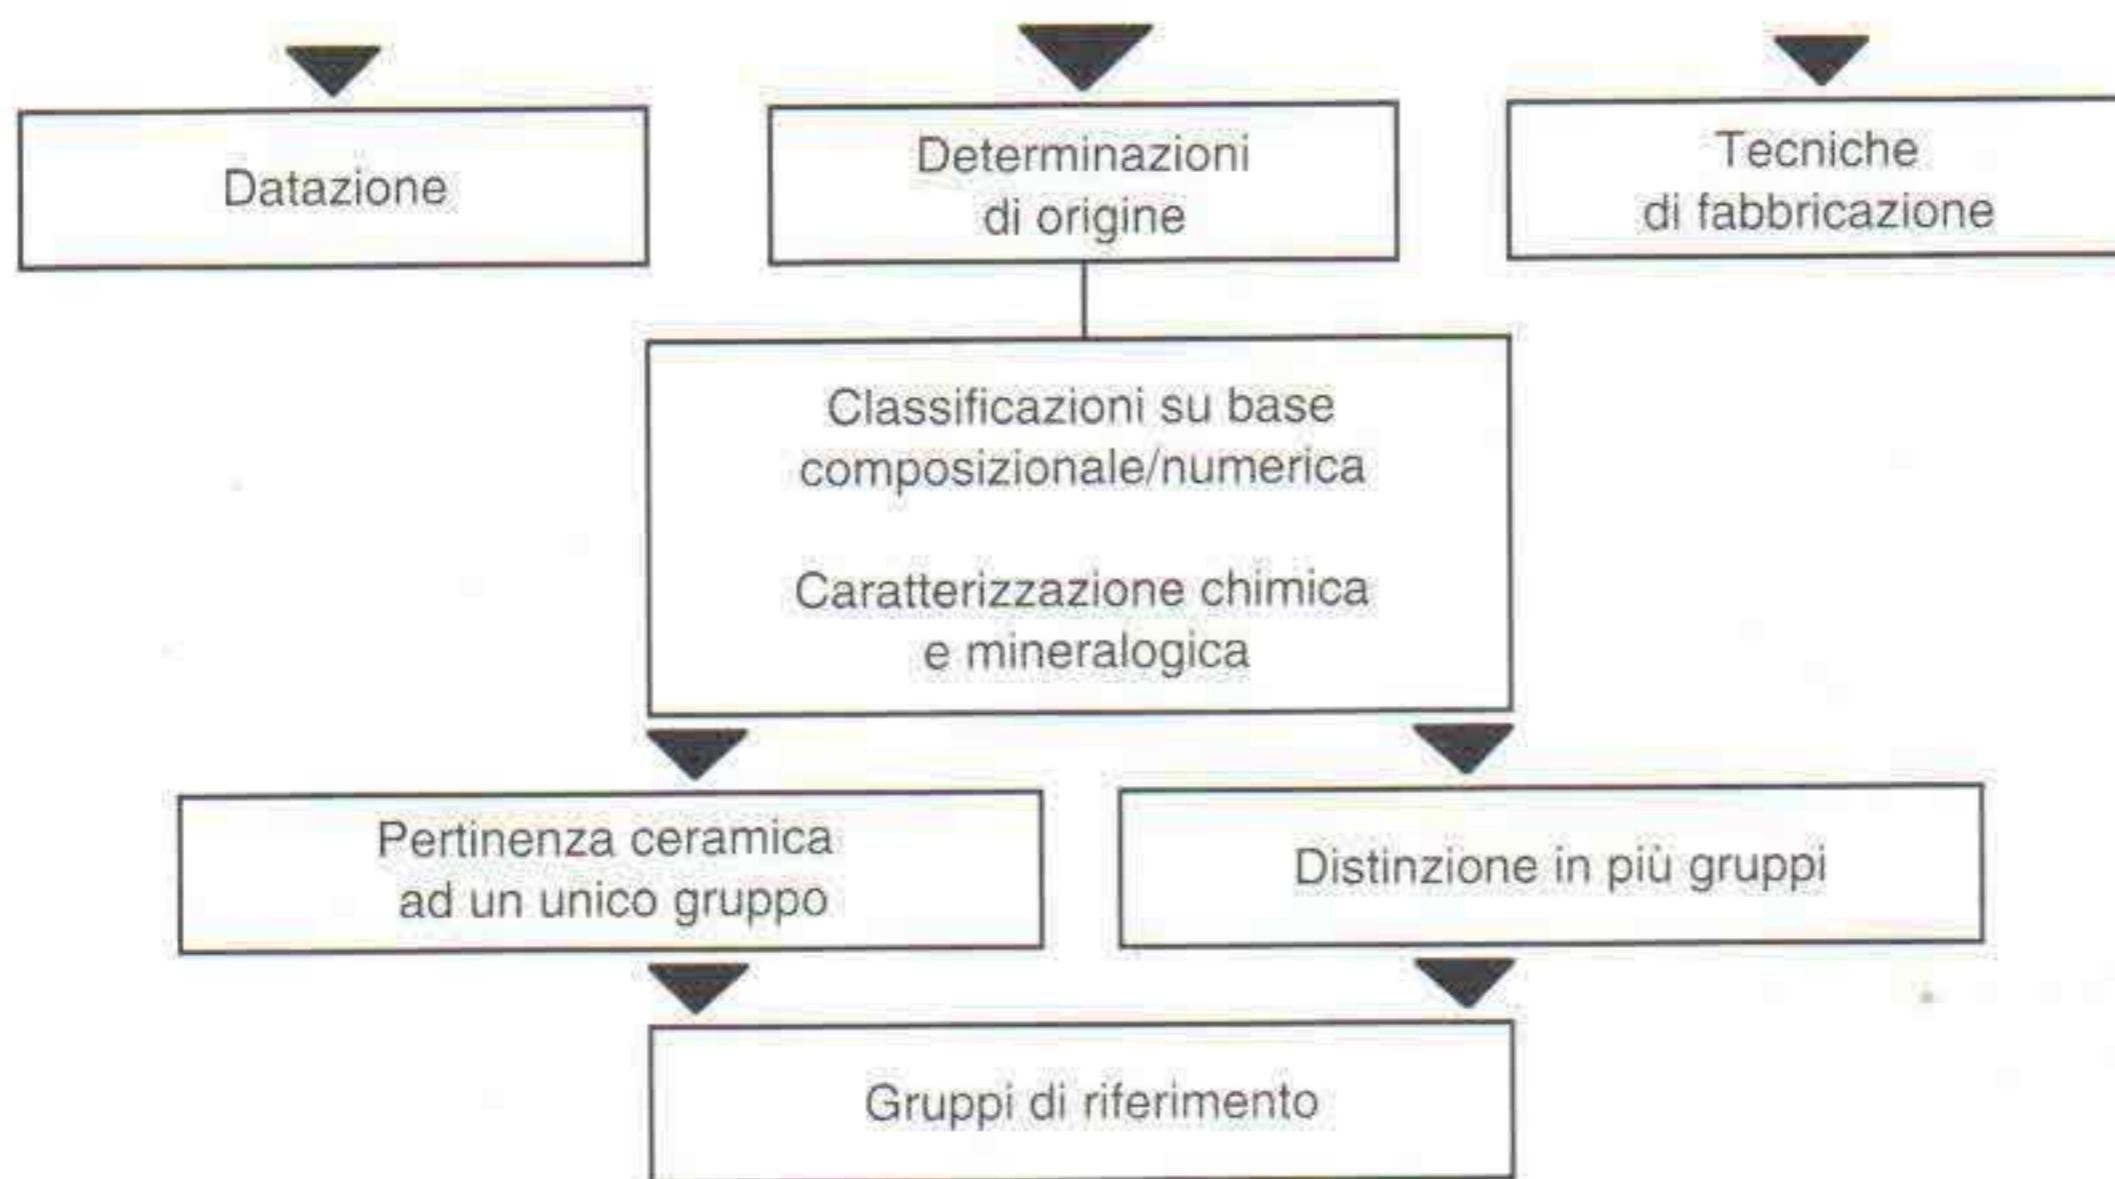 Datazione
Determinazioni
di origine
Tecniche
di fabbricazione
Classificazioni su base
composizionale/numerica
Caratterizzazione chimica
e mineralogica
Pertinenza ceramica
ad un unico gruppo
Distinzione in più gruppi
Gruppi di riferimento